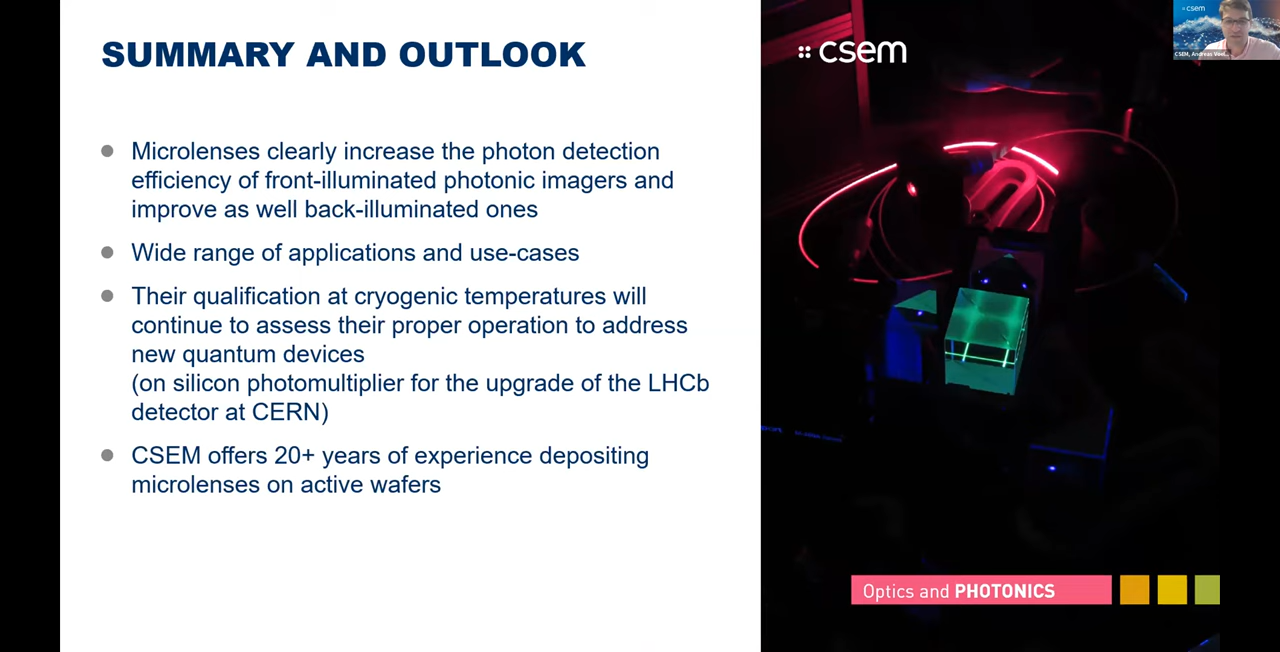 SUMMARY AND OUTLOOK
Microlenses clearly increase the photon detection
efficiency of front-illuminated photonic imagers and
improve as well back-illuminated ones
Wide range of applications and use-cases
Their qualification at cryogenic temperatures will
continue to assess their proper operation to address
new quantum devices
(on silicon photomultiplier for the upgrade of the LHCb
detector at CERN)
CSEM offers 20+ years of experience depositing
microlenses on active wafers
csem
csem
CSEM, Andreas
Optics and PHOTONICS